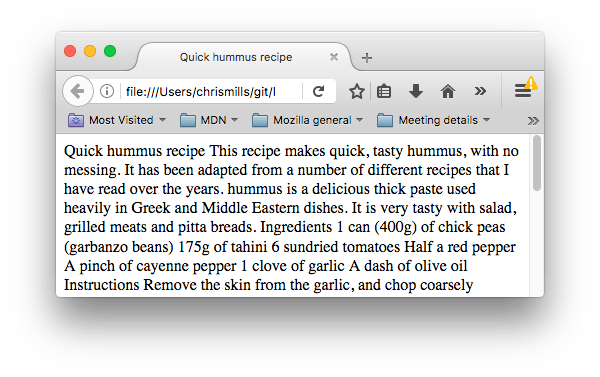 Quick hummus recipe
file:///Users/chrismills/git/l
Most Visited MDN Mozilla general Meeting details
Quick hummus recipe This recipe makes quick, tasty hummus, with no
messing. It has been adapted from a number of different recipes that I
have read over the years. hummus is a delicious thick paste used
heavily in Greek and Middle Eastern dishes. It is very tasty with salad,
grilled meats and pitta breads. Ingredients 1 can (400g) of chick peas
(garbanzo beans) 175g of tahini 6 sundried tomatoes Half a red pepper
A pinch of cayenne pepper 1 clove of garlic A dash of olive oil
Instructions Remove the skin from the garlic, and chop coarsely